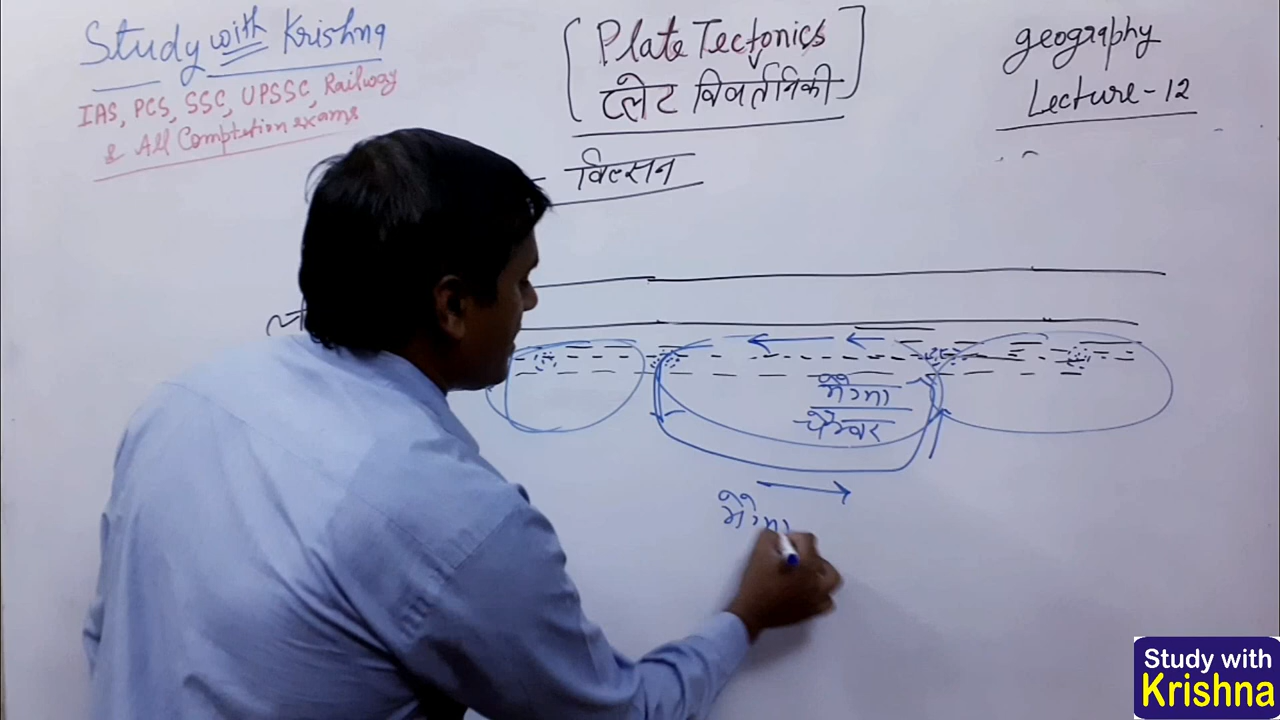 Study with Krishna
IAS, PCS, SSC, UPSSC, Railway
& All Comptetion exams
[Plate Tectonics
प्लेट विवर्तनिकी]
geography
Lecture - 12
विल्सन
मैग्मा
चैम्बर
मैग्मा
Study with
Krishna